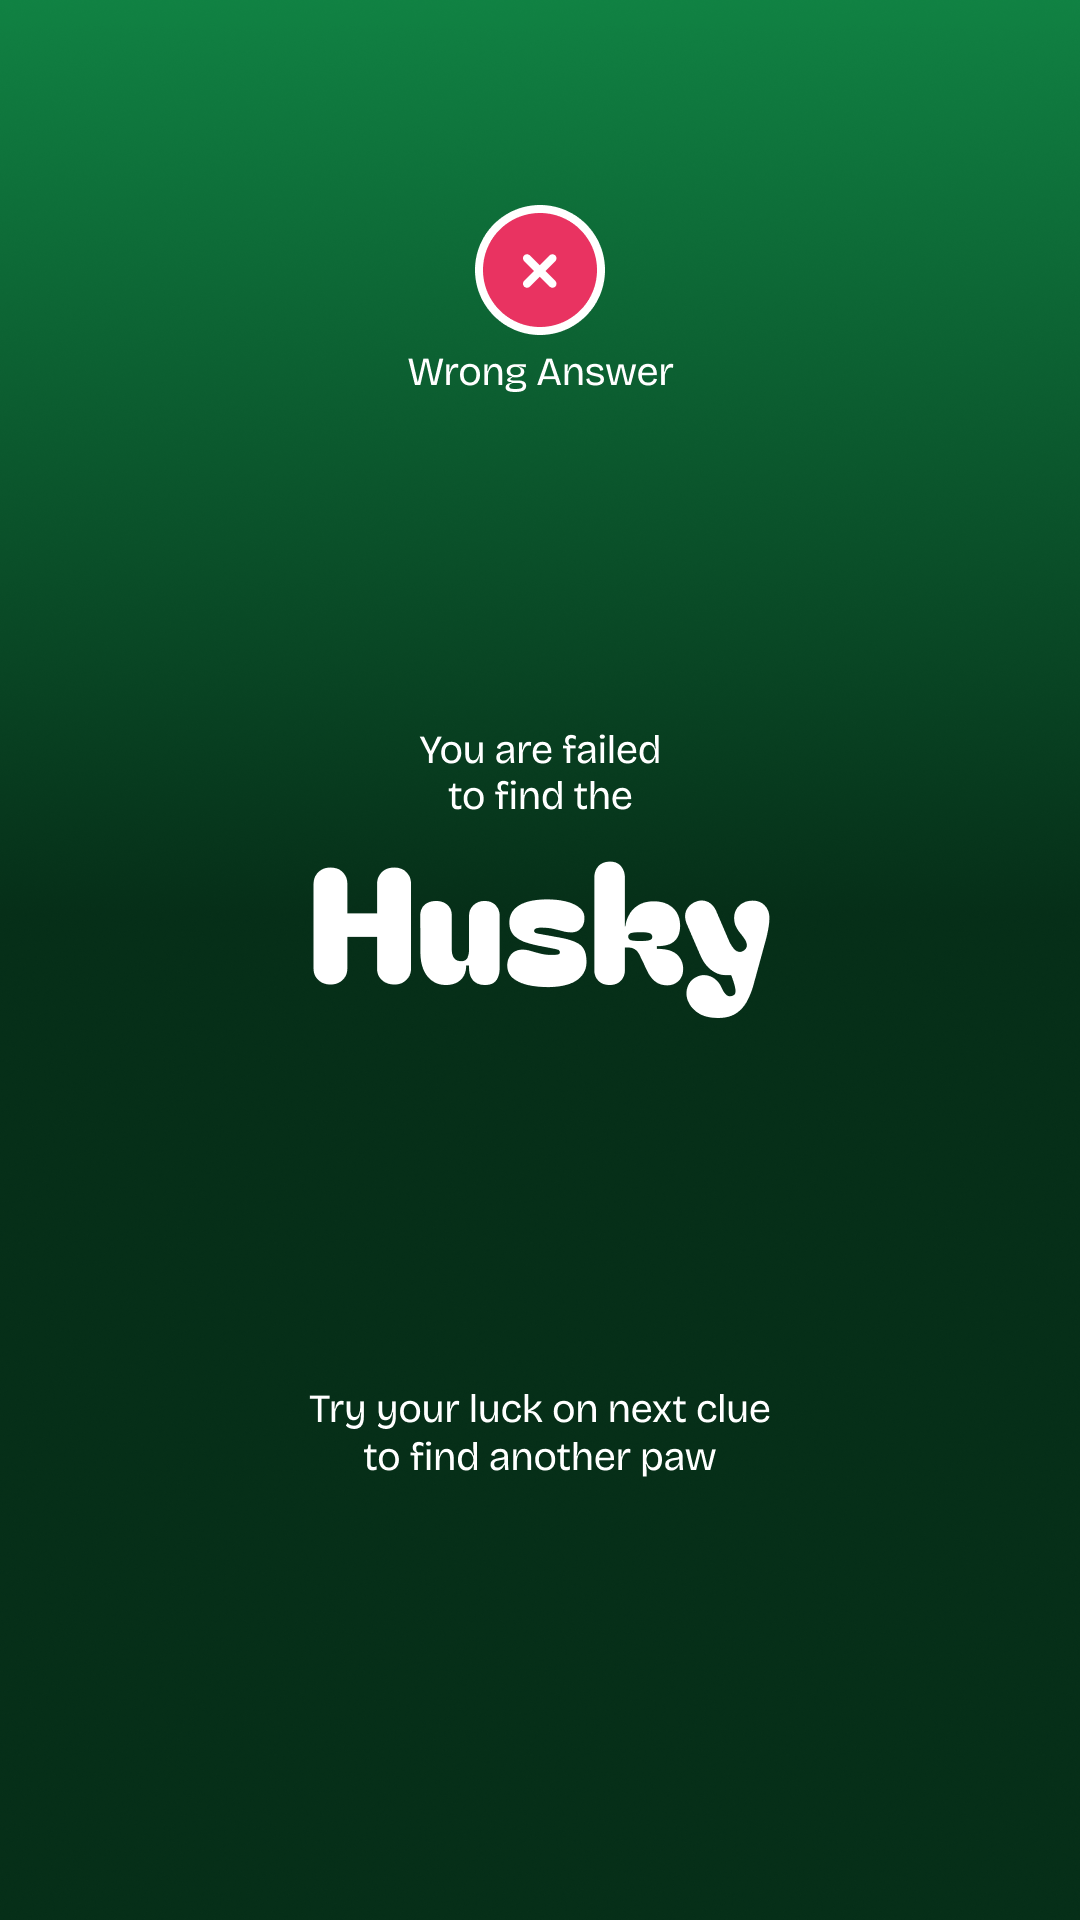 Wrong Answer
You are failed
to find the
Husky
Try your luck on next clue
to find another paw